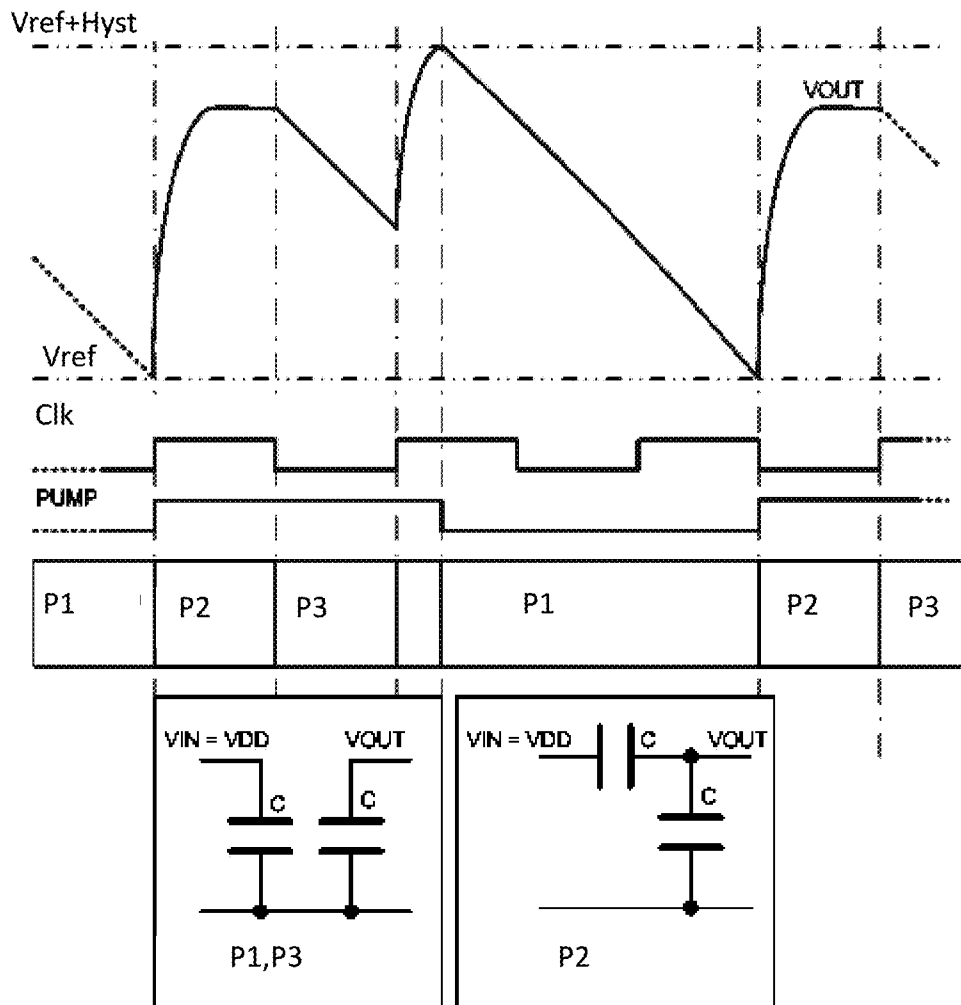 Vref+Hyst
VOUT
Vref
Clk
PUMP
P1 P2 P3 P1 P2 P3
VIN = VDD VOUT
C C
P1,P3
VIN = VDD C VOUT
C
P2